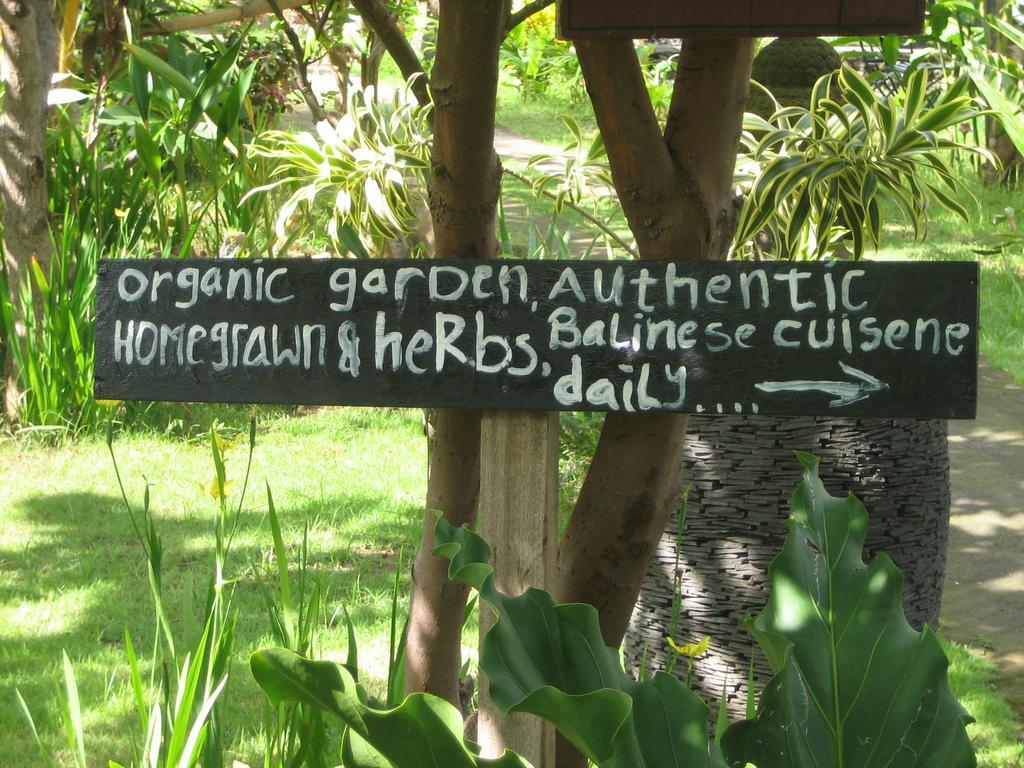 organic garDen, Authentic
HOMegrawn & heRbs, BaLinese cuisene
daily.... →